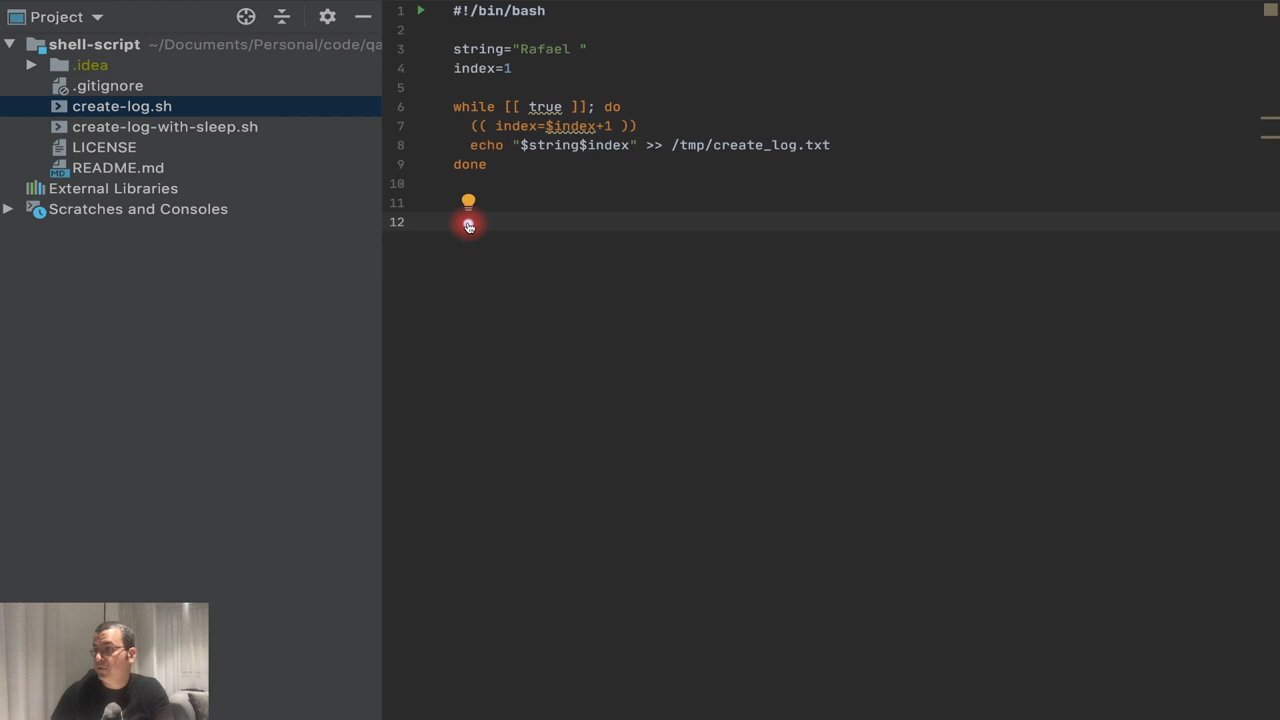 Project
shell-script ~/Documents/Personal/code/qa
.idea
.gitignore
create-log.sh
create-log-with-sleep.sh
LICENSE
README.md
External Libraries
Scratches and Consoles
1 #!/bin/bash
2
3 string="Rafael "
4 index=1
5
6 while [[ true ]]; do
7 (( index=$index+1 ))
8 echo "$string$index" >> /tmp/create_log.txt
9 done
10
11
12